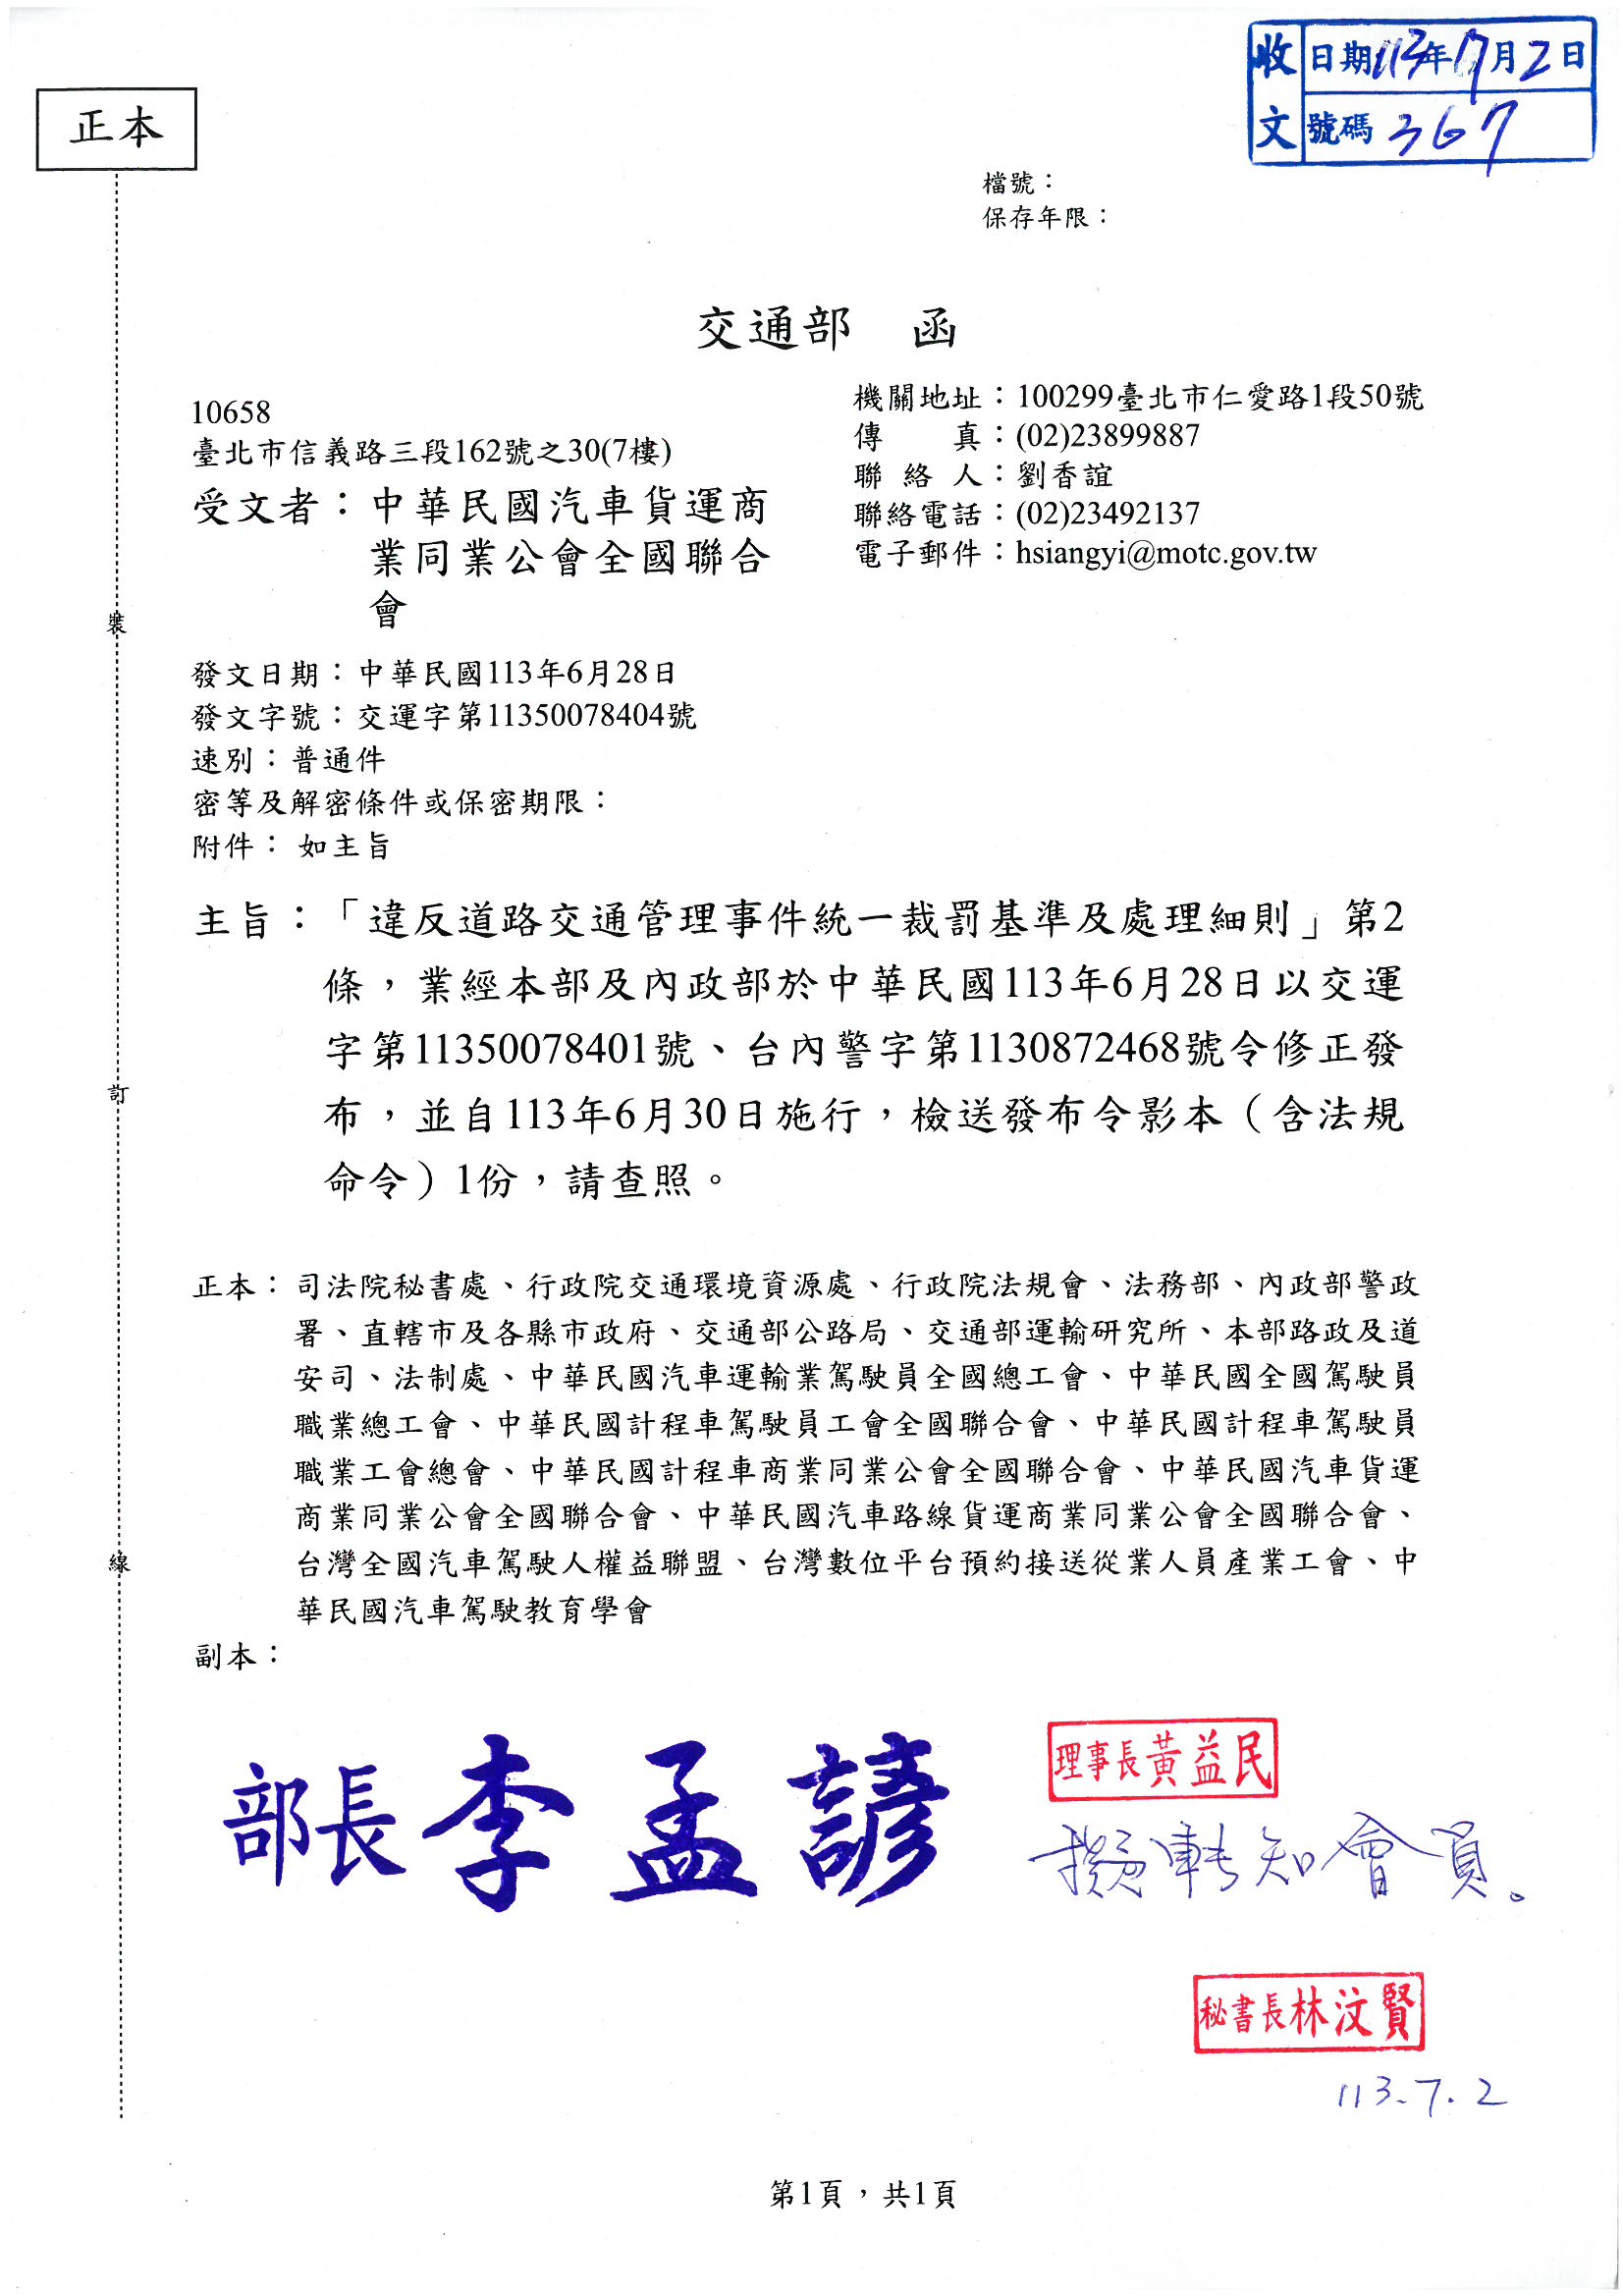 收文
日期113年7月2日
號碼367
正本
檔號：
保存年限：
交通部　函
10658
臺北市信義路三段162號之30(7樓)
受文者：中華民國汽車貨運商
業同業公會全國聯合
會
機關地址：100299臺北市仁愛路1段50號
傳　　真：(02)23899887
聯 絡 人：劉香誼
聯絡電話：(02)23492137
電子郵件：hsiangyi@motc.gov.tw
發文日期：中華民國113年6月28日
發文字號：交運字第11350078404號
速別：普通件
密等及解密條件或保密期限：
附件：如主旨
主旨：「違反道路交通管理事件統一裁罰基準及處理細則」第2
條，業經本部及內政部於中華民國113年6月28日以交運
字第11350078401號、台內警字第1130872468號令修正發
布，並自113年6月30日施行，檢送發布令影本（含法規
命令）1份，請查照。
正本：司法院秘書處、行政院交通環境資源處、行政院法規會、法務部、內政部警政
署、直轄市及各縣市政府、交通部公路局、交通部運輸研究所、本部路政及道
安司、法制處、中華民國汽車運輸業駕駛員全國總工會、中華民國全國駕駛員
職業總工會、中華民國計程車駕駛員工會全國聯合會、中華民國計程車駕駛員
職業工會總會、中華民國計程車商業同業公會全國聯合會、中華民國汽車貨運
商業同業公會全國聯合會、中華民國汽車路線貨運商業同業公會全國聯合會、
台灣全國汽車駕駛人權益聯盟、台灣數位平台預約接送從業人員產業工會、中
華民國汽車駕駛教育學會
副本：
部長李孟諺
理事長黃益民
擬轉知會員。
秘書長林汶賢
113.7.2
裝
訂
線
第1頁，共1頁